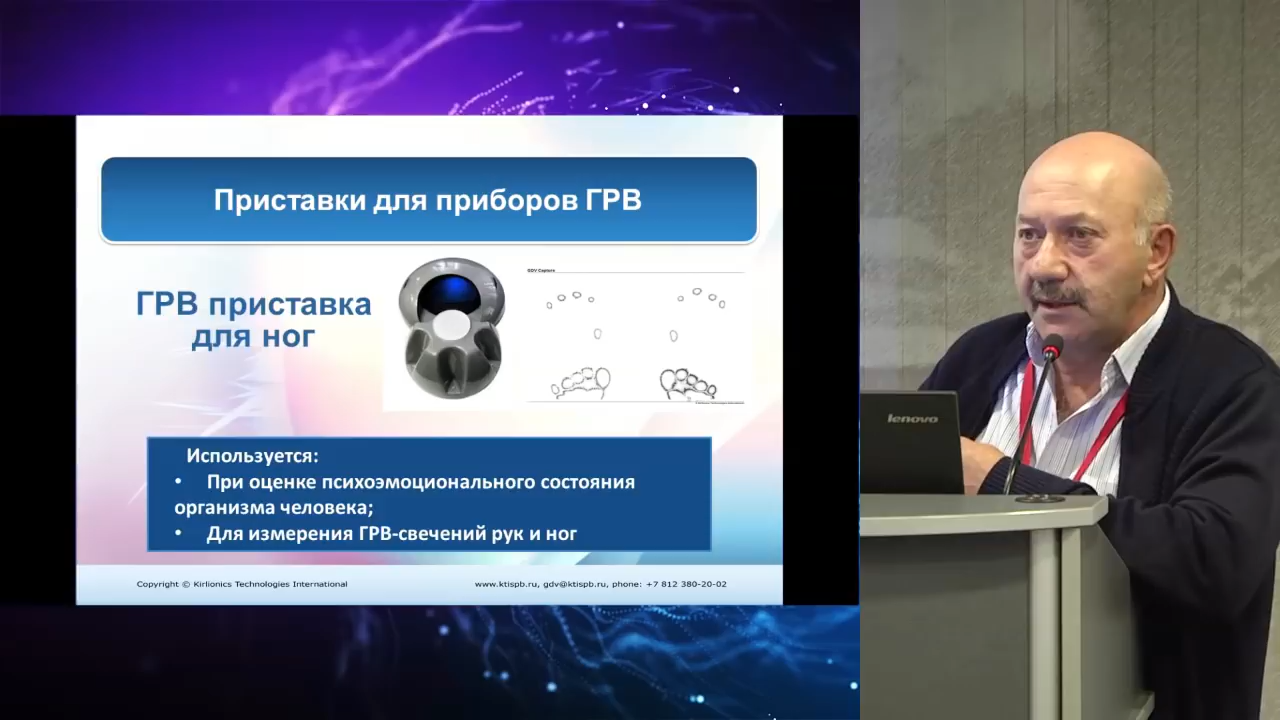 Приставки для приборов ГРВ
ГРВ приставка
для ног
GDV Capture
Используется:
• При оценке психоэмоционального состояния
организма человека;
• Для измерения ГРВ-свечений рук и ног
Copyright © Kirlionics Technologies International
www.ktispb.ru, gdv@ktispb.ru, phone: +7 812 380-20-02
lenovo